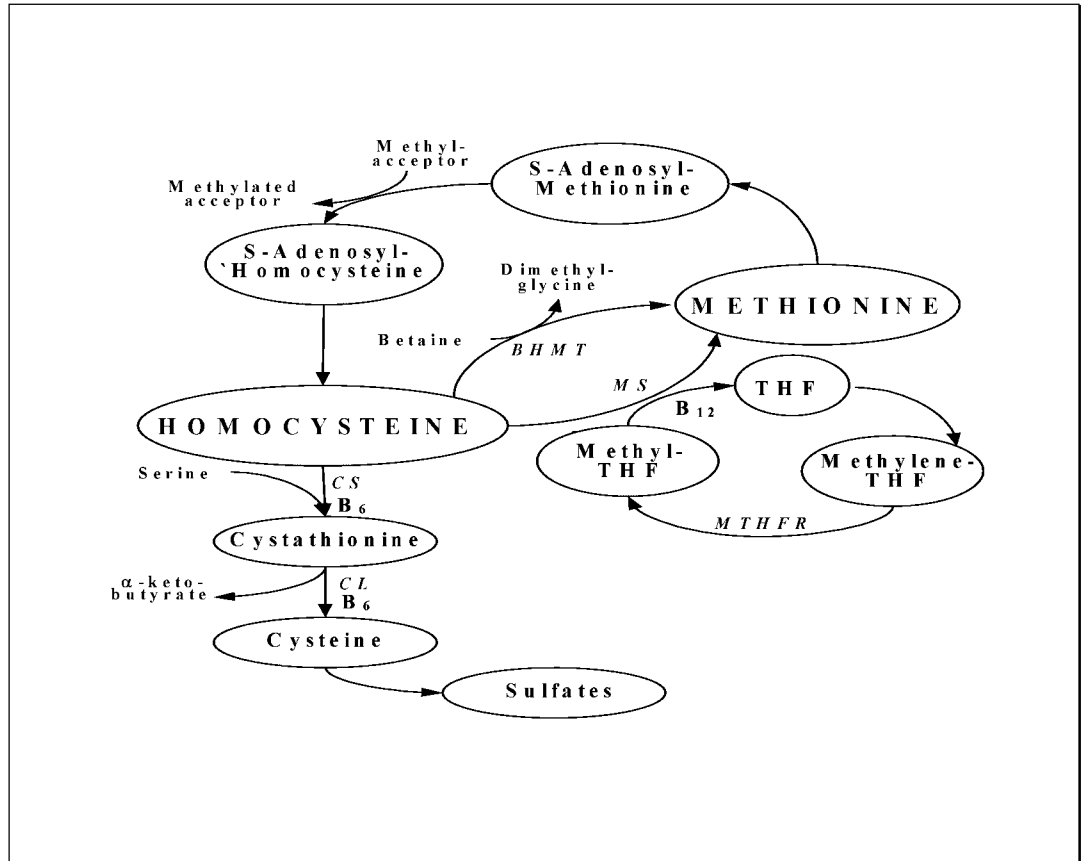 Methyl-
acceptor
S-Adenosyl-
Methionine
Methylated
acceptor
S-Adenosyl-
`Homocysteine
Dimethyl-
glycine
METHIONINE
Betaine
BHMT
MS
THF
B12
HOMOCYSTEINE
Methyl-
THF
Methylene-
THF
Serine
CS
B6
MTHFR
Cystathionine
α-keto-
butyrate
CL
B6
Cysteine
Sulfates